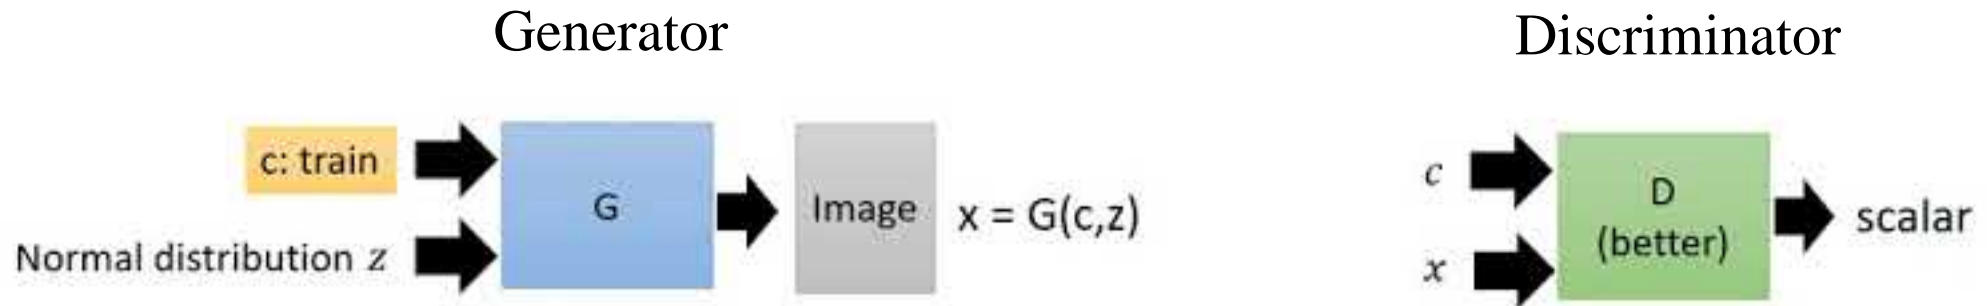 Generator
Discriminator
c: train
G
Image
x = G(c,z)
Normal distribution z
c
x
D
(better)
scalar